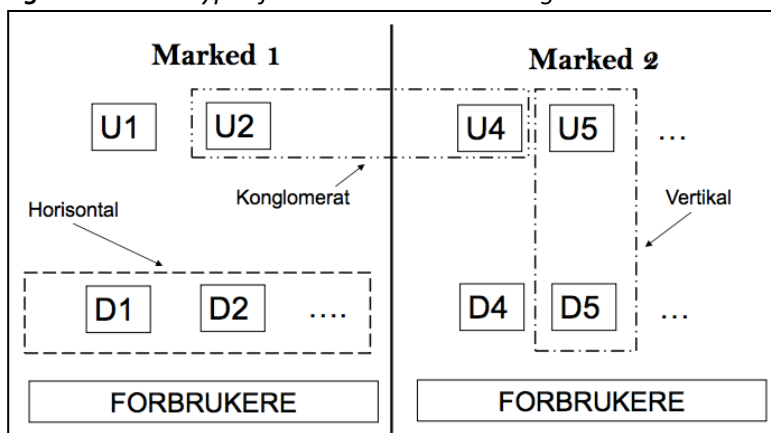 Marked 1
Marked 2
U1 U2 U4 U5 ...
Konglomerat
Vertikal
Horisontal
D1 D2 .... D4 D5 ...
FORBRUKERE
FORBRUKERE